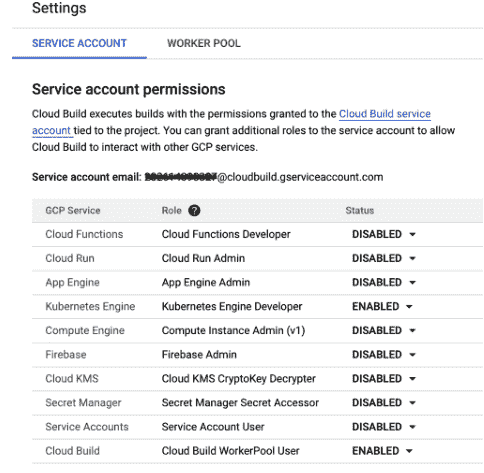 Settings
SERVICE ACCOUNT WORKER POOL
Service account permissions
Cloud Build executes builds with the permissions granted to the Cloud Build service
account tied to the project. You can grant additional roles to the service account to allow
Cloud Build to interact with other GCP services.
Service account email: @cloudbuild.gserviceaccount.com
GCP Service Role ? Status
Cloud Functions Cloud Functions Developer DISABLED
Cloud Run Cloud Run Admin DISABLED
App Engine App Engine Admin DISABLED
Kubernetes Engine Kubernetes Engine Developer ENABLED
Compute Engine Compute Instance Admin (v1) DISABLED
Firebase Firebase Admin DISABLED
Cloud KMS Cloud KMS CryptoKey Decrypter DISABLED
Secret Manager Secret Manager Secret Accessor DISABLED
Service Accounts Service Account User DISABLED
Cloud Build Cloud Build WorkerPool User ENABLED